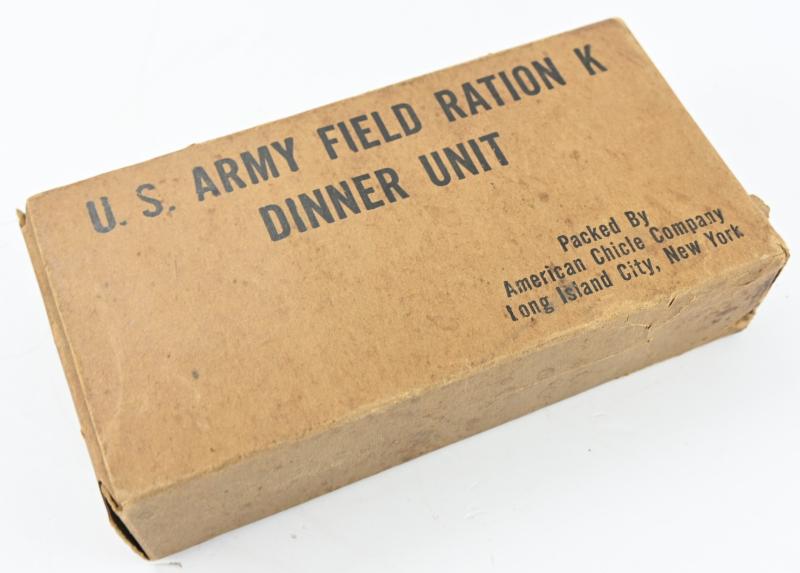 U. S. ARMY FIELD RATION K
DINNER UNIT
Packed By
American Chicle Company
Long Island City, New York